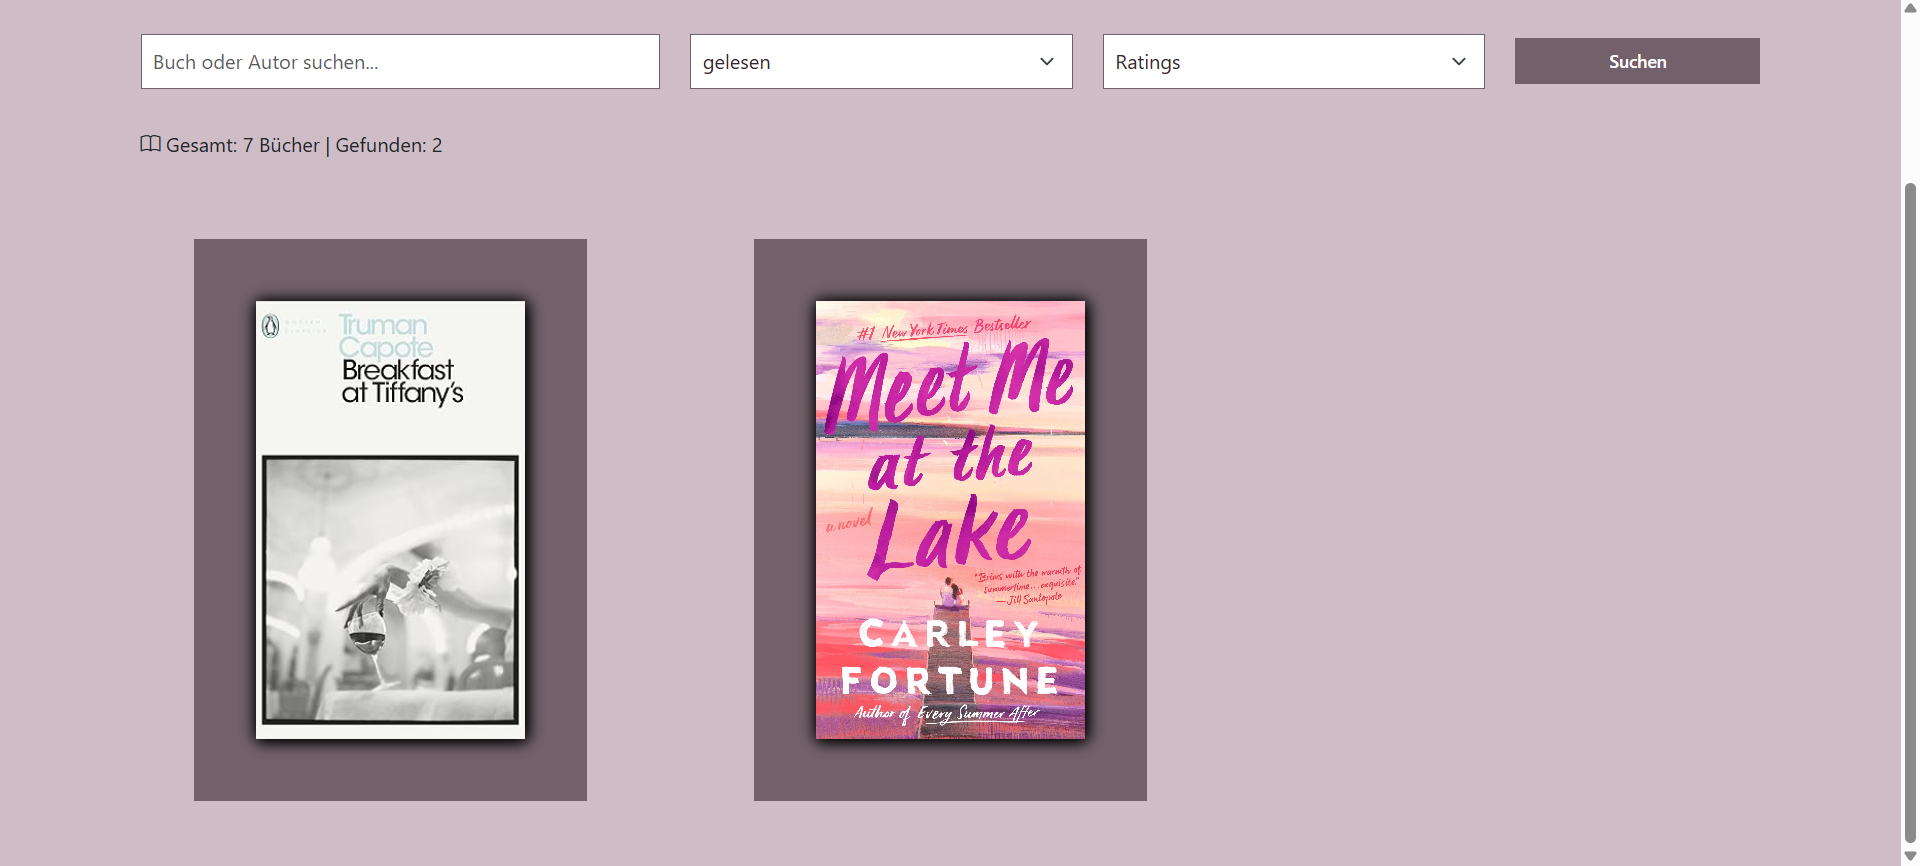 Buch oder Autor suchen...
gelesen
Ratings
Suchen
Gesamt: 7 Bücher | Gefunden: 2
Truman
Capote
Breakfast
at Tiffany's
#1 New York Times Bestseller
Meet Me
at the
Lake
a novel
"Brims with the warmth of
summertime...exquisite."
—Jill Santopolo
CARLEY
FORTUNE
Author of Every Summer After